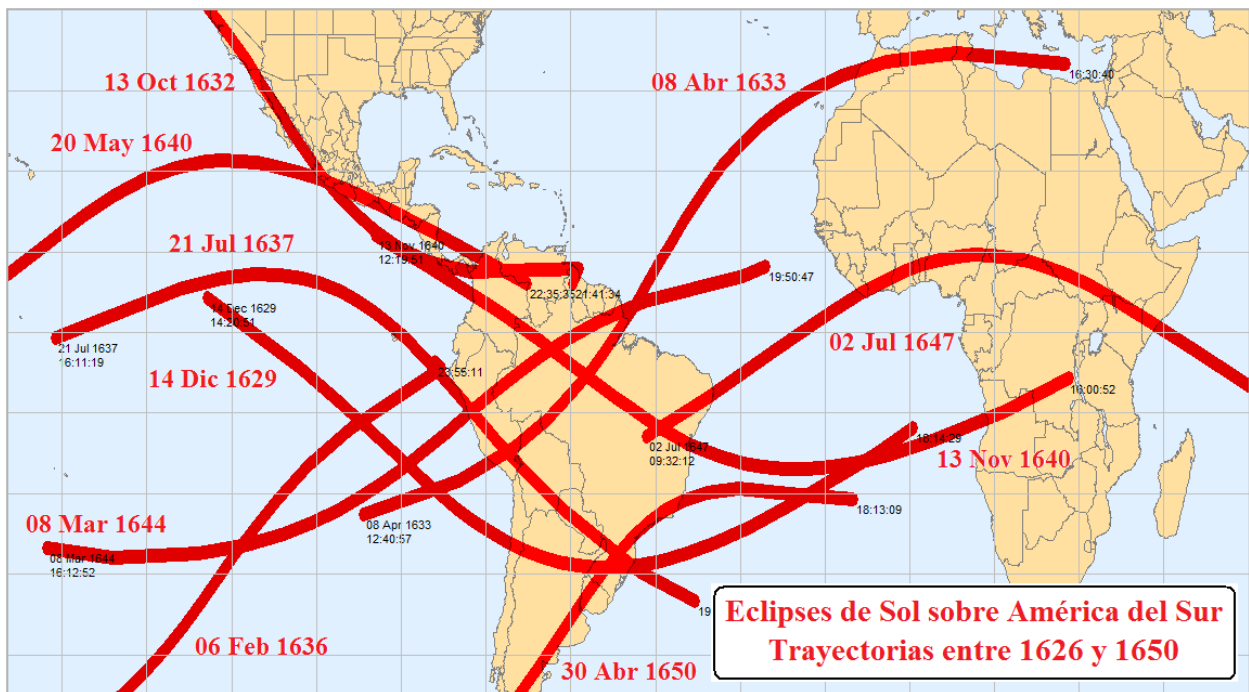 13 Oct 1632
08 Abr 1633
16:30:40
20 May 1640
21 Jul 1637
13 Nov 1640
12:19:51
19:50:47
22:35:35
21:41:34
14 Dec 1629
14:20:51
21 Jul 1637
16:11:19
02 Jul 1647
14 Dic 1629
23:55:11
16:00:52
18:14:29
02 Jul 1647
09:32:12
13 Nov 1640
08 Mar 1644
08 Apr 1633
12:40:57
18:13:09
08 Mar 1644
16:12:52
19
06 Feb 1636
30 Abr 1650
Eclipses de Sol sobre América del Sur
Trayectorias entre 1626 y 1650